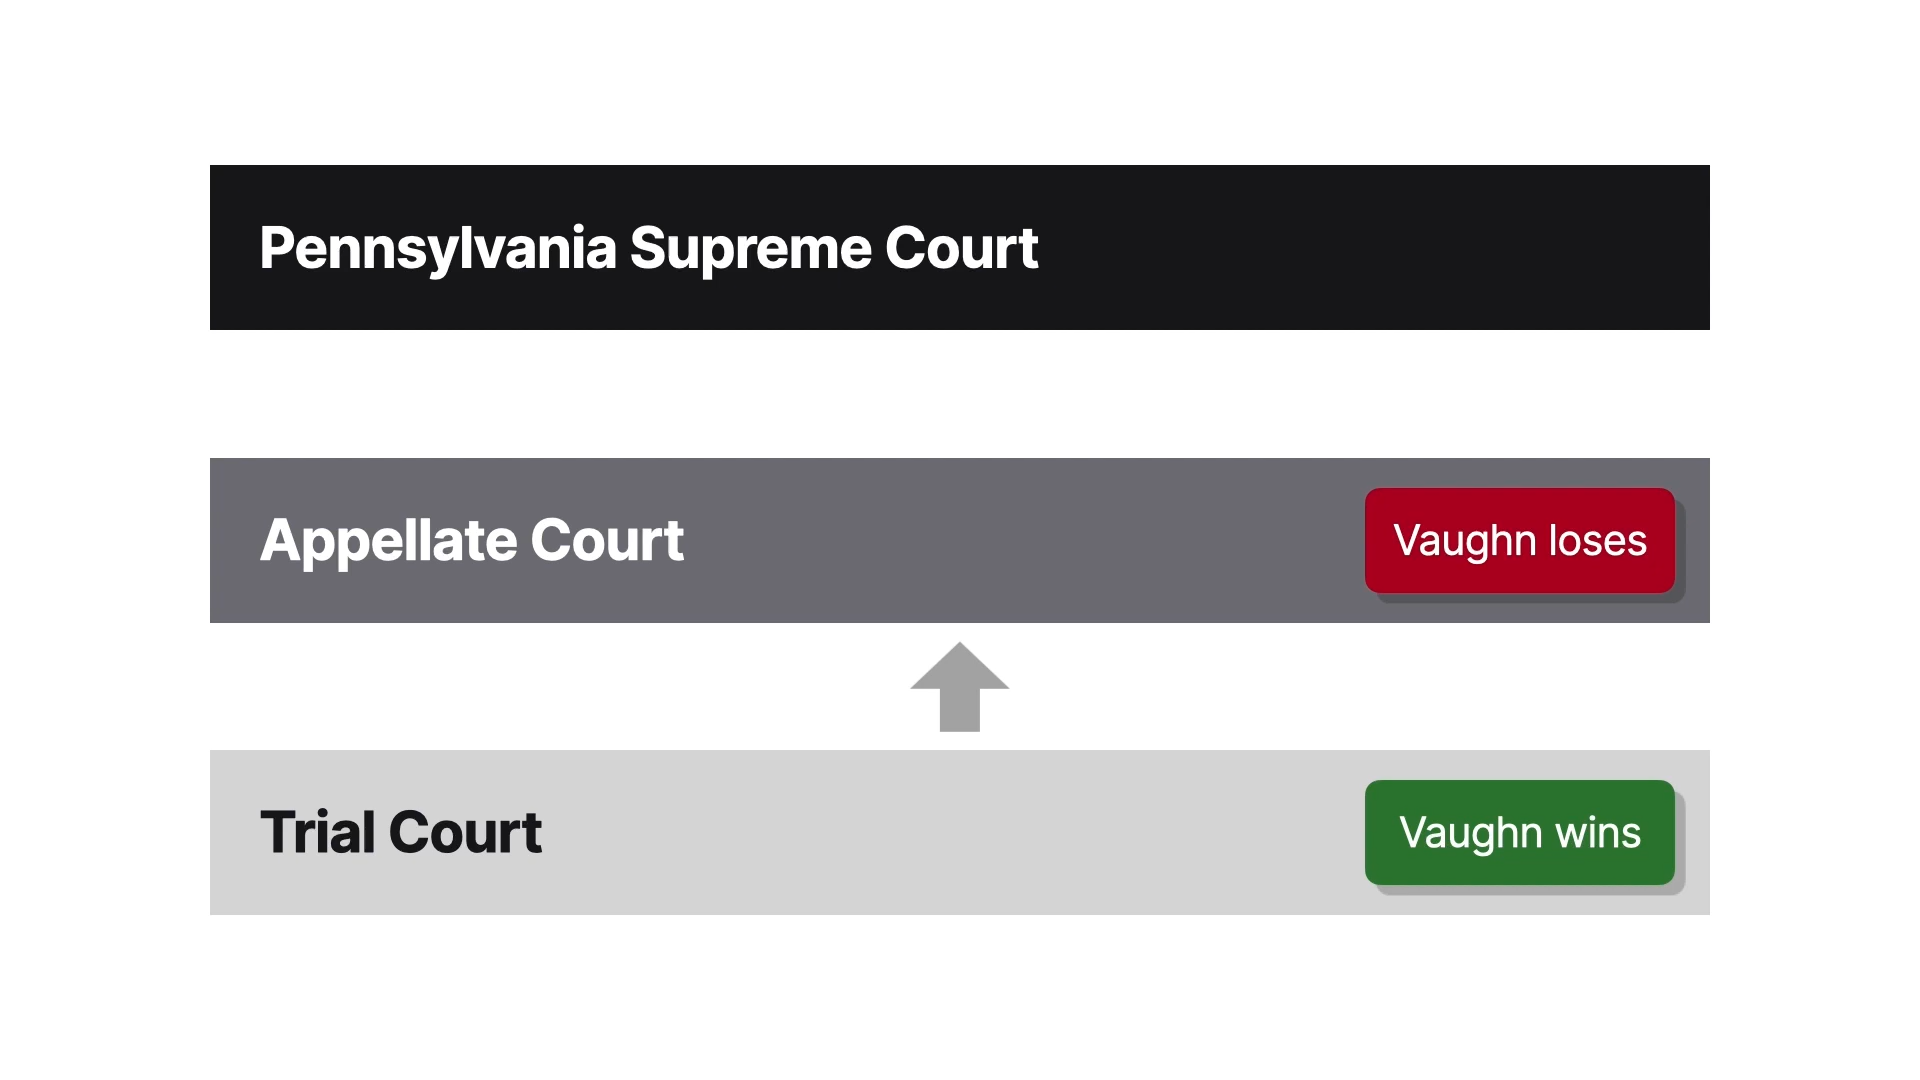 Pennsylvania Supreme Court
Appellate Court
Vaughn loses
Trial Court
Vaughn wins